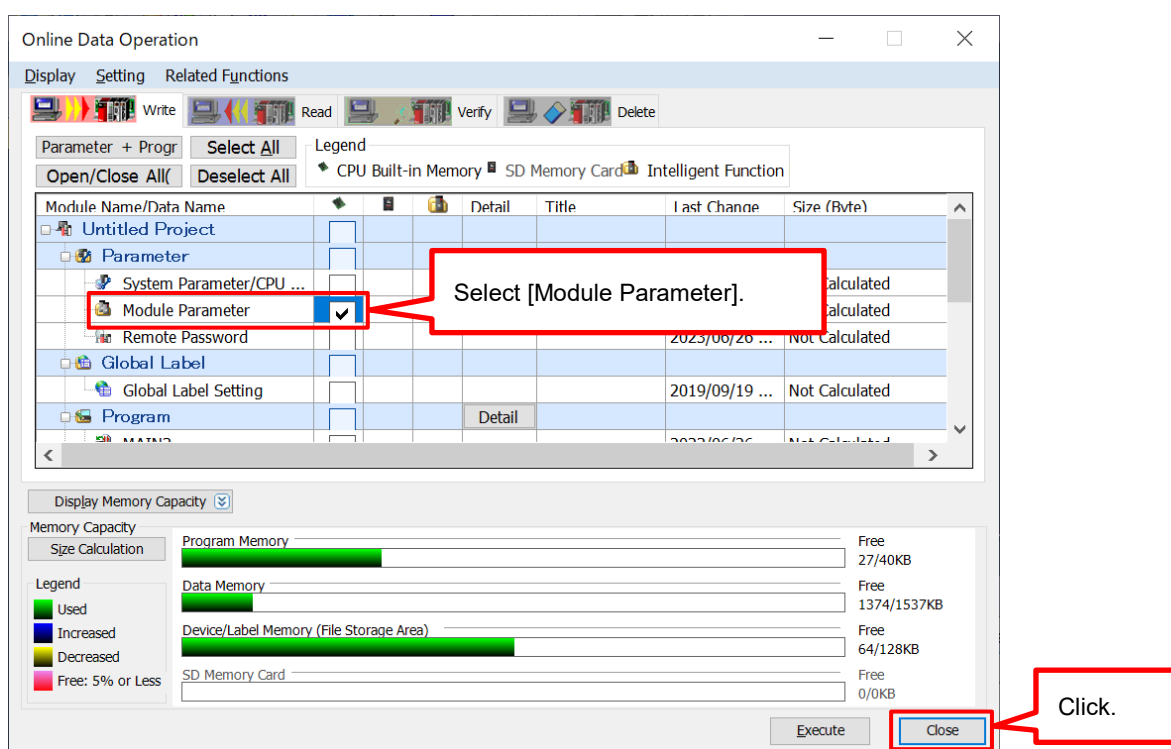 Online Data Operation
Display Setting Related Functions
Write Read Verify Delete
Parameter + Progr Select All Legend
Open/Close All( Deselect All CPU Built-in Memory SD Memory Card Intelligent Function
Module Name/Data Name Detail Title Last Change Size (Byte)
Untitled Project
Parameter
System Parameter/CPU ... Calculated
Select [Module Parameter].
Module Parameter Calculated
Remote Password 2023/06/26 ... Not Calculated
Global Label
Global Label Setting 2019/09/19 ... Not Calculated
Program Detail
Display Memory Capacity
Memory Capacity
Size Calculation Program Memory Free
27/40KB
Legend Data Memory Free
Used 1374/1537KB
Increased Device/Label Memory (File Storage Area) Free
Decreased 64/128KB
Free: 5% or Less SD Memory Card Free
0/0KB
Click.
Execute Close